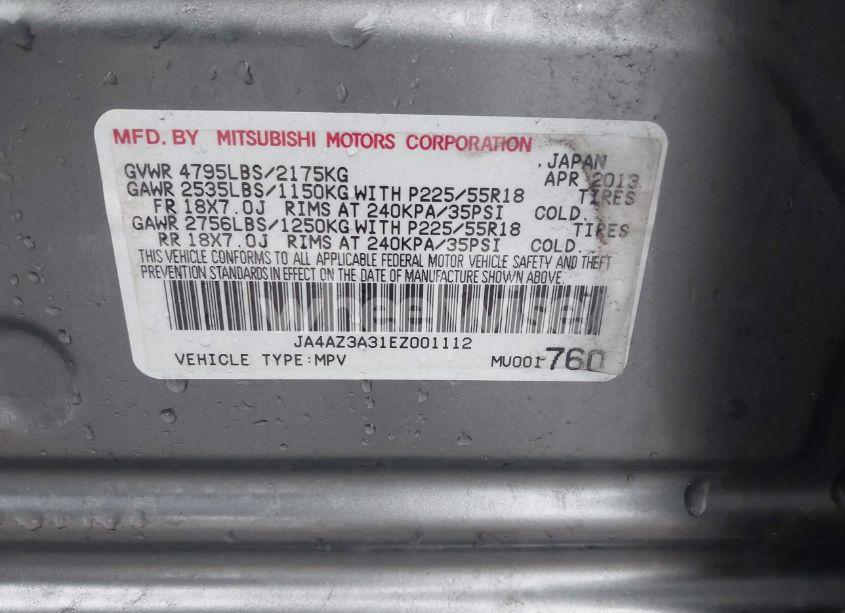 MFD. BY MITSUBISHI MOTORS CORPORATION
, JAPAN
GVWR 4795LBS/2175KG APR 2013
GAWR 2535LBS/1150KG WITH P225/55R18 TIRES
FR 18X7.0J RIMS AT 240KPA/35PSI COLD.
GAWR 2756LBS/1250KG WITH P225/55R18 TIRES
RR 18X7.0J RIMS AT 240KPA/35PSI COLD.
THIS VEHICLE CONFORMS TO ALL APPLICABLE FEDERAL MOTOR VEHICLE SAFETY AND THEFT
PREVENTION STANDARDS IN EFFECT ON THE DATE OF MANUFACTURE SHOWN ABOVE.
JA4AZ3A31EZ001112
VEHICLE TYPE:MPV MU001-760